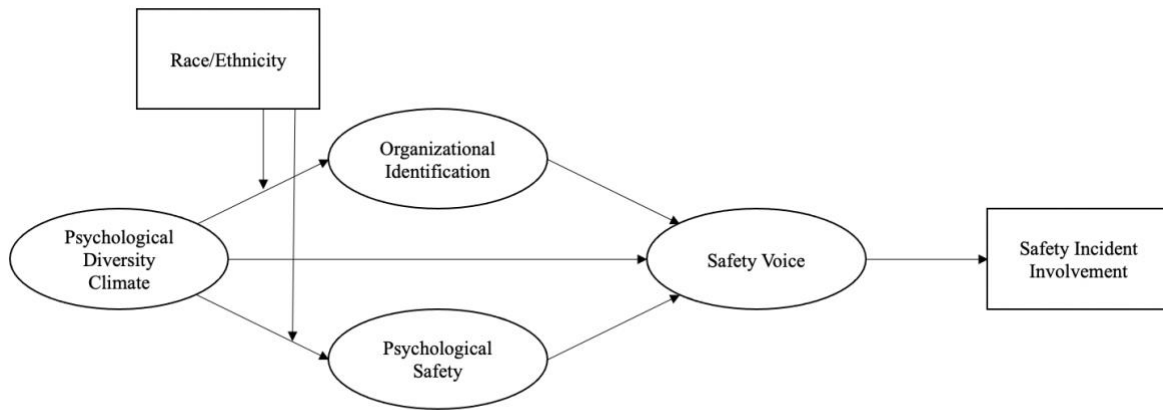 Race/Ethnicity
Organizational
Identification
Psychological
Diversity
Climate
Safety Voice
Safety Incident
Involvement
Psychological
Safety